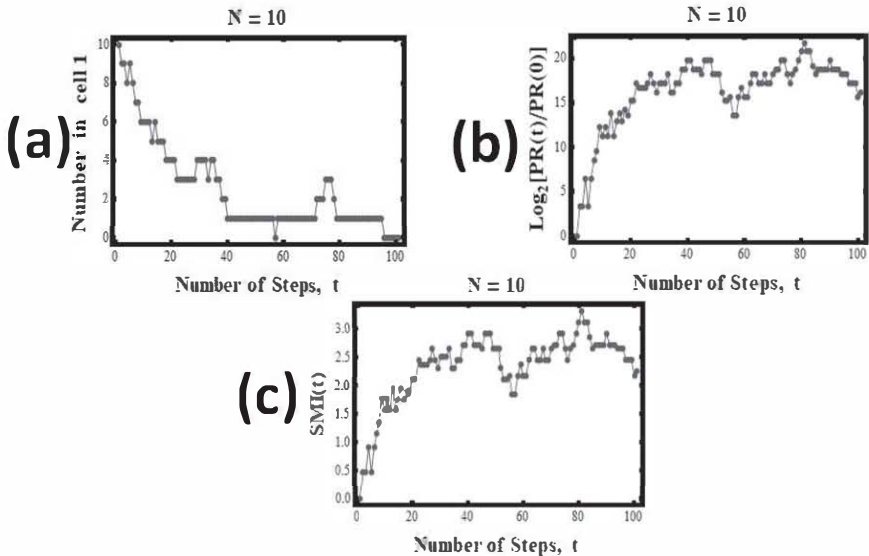 N = 10
(a)
Number in cell 1
10
8
6
4
2
0
0 20 40 60 80 100
Number of Steps, t
N = 10
(b)
Log2[PR(t)/PR(0)]
20
15
10
5
0
0 20 40 60 80 100
Number of Steps, t
N = 10
(c)
SMI(t)
3.0
2.5
2.0
1.5
1.0
0.5
0.0
0 20 40 60 80 100
Number of Steps, t